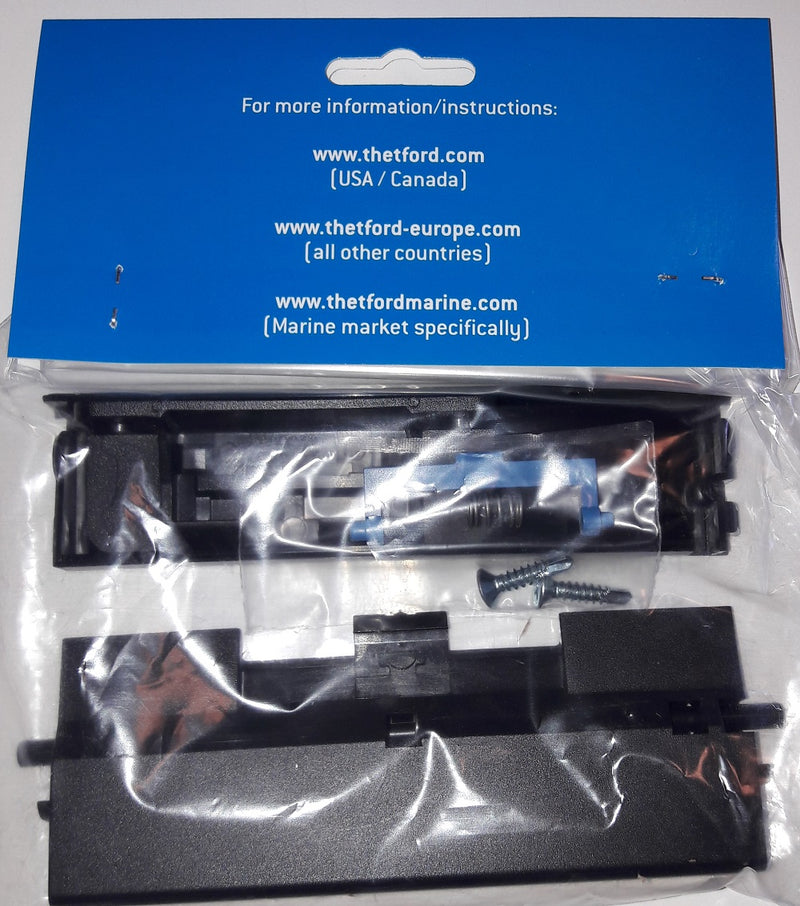 For more information/instructions:
www.thetford.com
(USA / Canada)
www.thetford-europe.com
(all other countries)
www.thetfordmarine.com
(Marine market specifically)